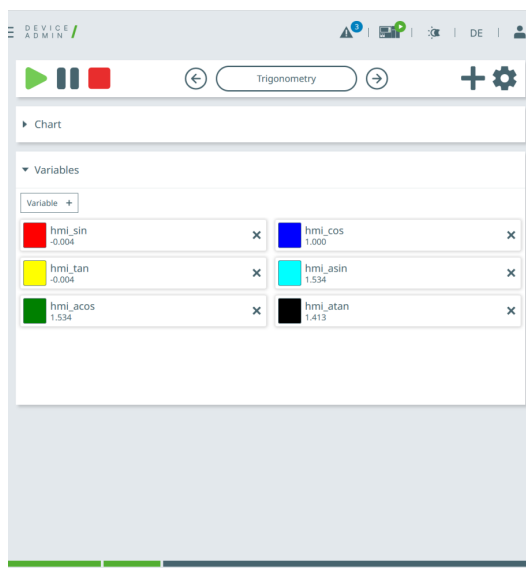 DEVICE
ADMIN
3
DE
Trigonometry
Chart
Variables
Variable +
hmi_sin
-0.004
hmi_cos
1.000
hmi_tan
-0.004
hmi_asin
1.534
hmi_acos
1.534
hmi_atan
1.413